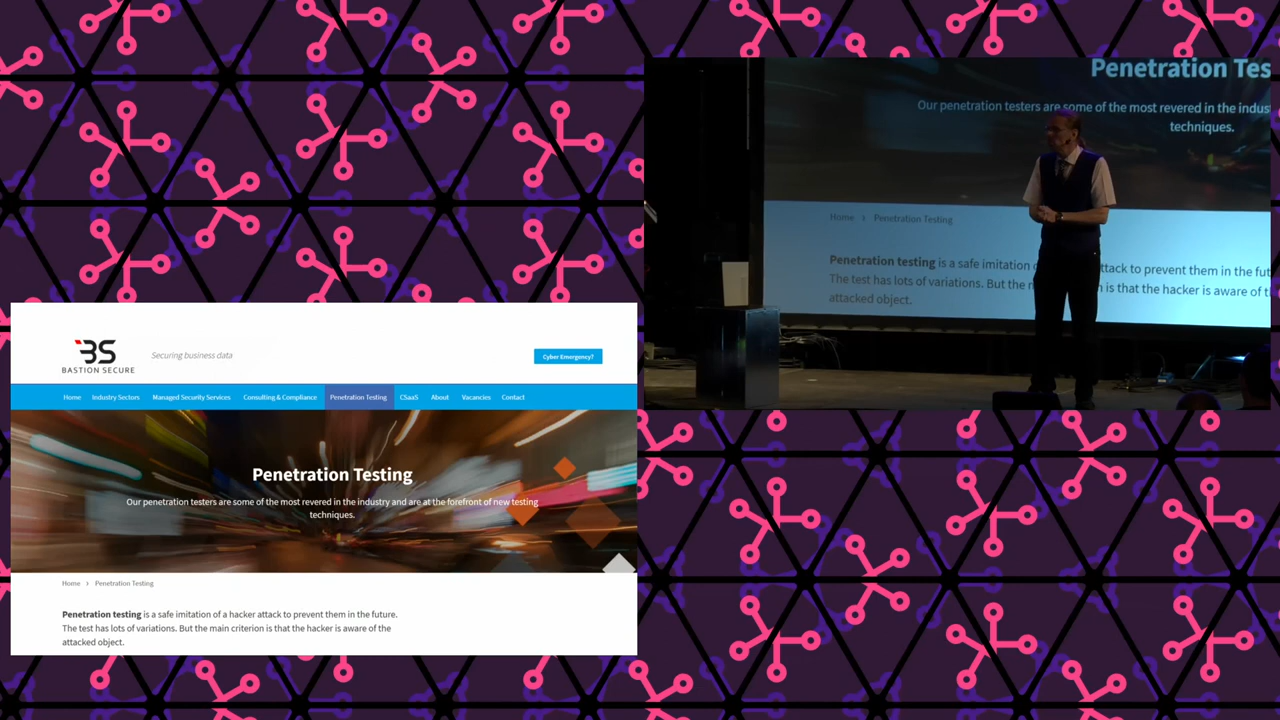 BS
BASTION SECURE
Securing business data
Cyber Emergency?
Home Industry Sectors Managed Security Services Consulting & Compliance Penetration Testing CSaaS About Vacancies Contact
Penetration Testing
Our penetration testers are some of the most revered in the industry and are at the forefront of new testing
techniques.
Home › Penetration Testing
Penetration testing is a safe imitation of a hacker attack to prevent them in the future.
The test has lots of variations. But the main criterion is that the hacker is aware of the
attacked object.
Penetration Tes
Our penetration testers are some of the most revered in the indust
techniques.
Home › Penetration Testing
Penetration testing is a safe imitation ttack to prevent them in the fut
The test has lots of variations. But the is that the hacker is aware of t
attacked object.